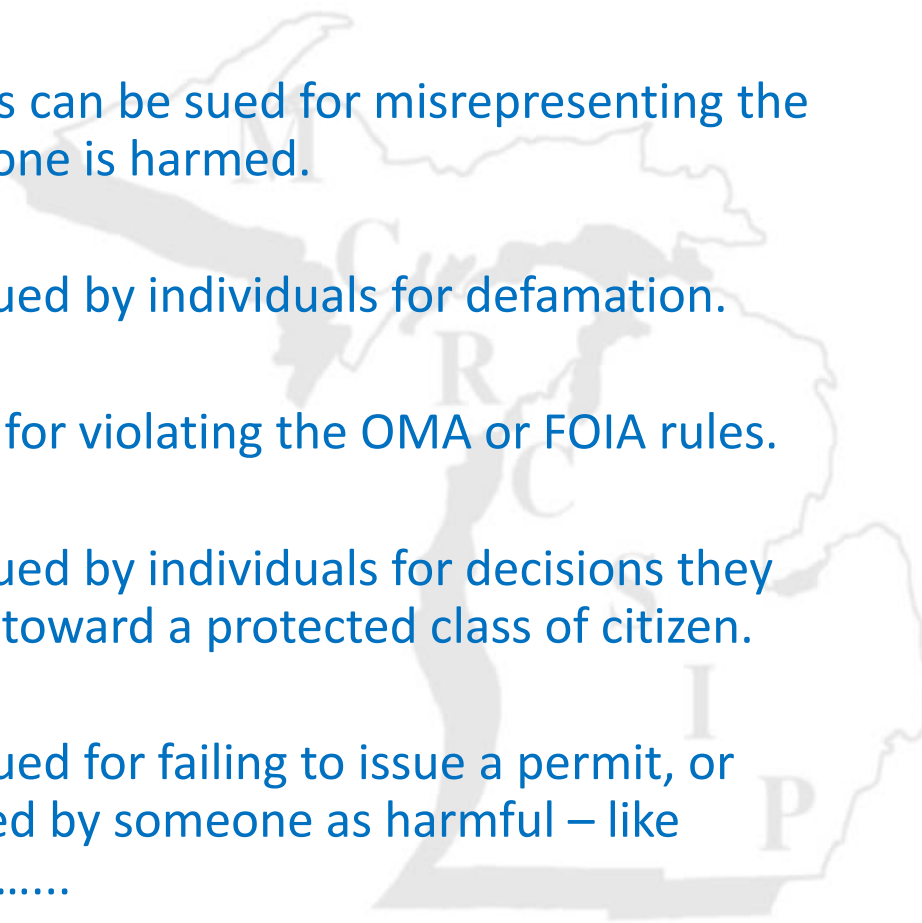 s can be sued for misrepresenting the
one is harmed.
ued by individuals for defamation.
for violating the OMA or FOIA rules.
ued by individuals for decisions they
toward a protected class of citizen.
ued for failing to issue a permit, or
ed by someone as harmful – like
…...
M
C
R
C
S
I
P